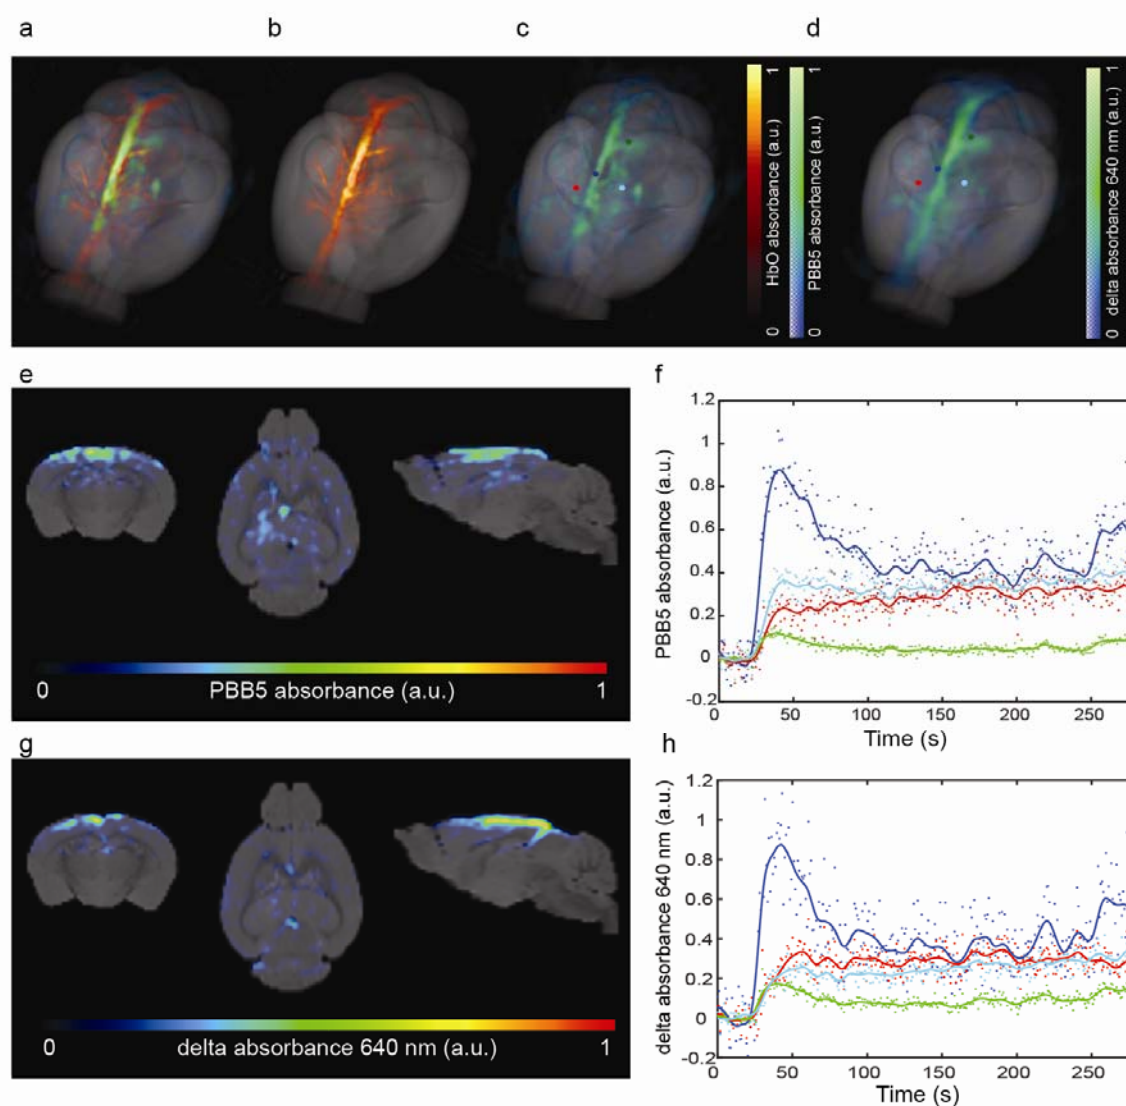 a b c d
1 1 1
HbO absorbance (a.u.)
PBB5 absorbance (a.u.)
delta absorbance 640 nm (a.u.)
0 0 0
e
0 PBB5 absorbance (a.u.) 1
f
PBB5 absorbance (a.u.)
1.2
1
0.8
0.6
0.4
0.2
0
-0.2
0 50 100 150 200 250
Time (s)
g
0 delta absorbance 640 nm (a.u.) 1
h
delta absorbance 640 nm (a.u.)
1.2
1
0.8
0.6
0.4
0.2
0
-0.2
0 50 100 150 200 250
Time (s)